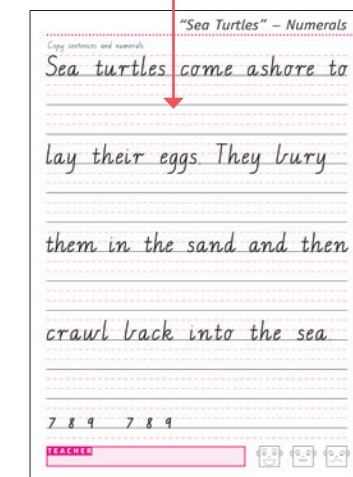 "Sea Turtles" – Numerals
Copy sentences and numerals
Sea turtles come ashore to
lay their eggs. They bury
them in the sand and then
crawl back into the sea.
7 8 9 7 8 9
TEACHER